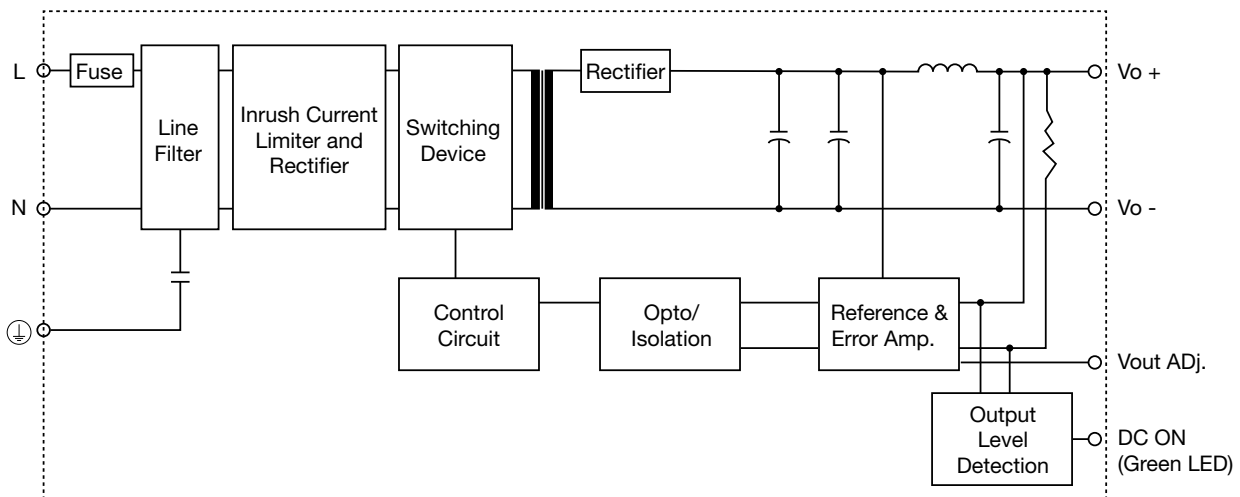 L
Fuse
Line
Filter
Inrush Current
Limiter and
Rectifier
Switching
Device
Rectifier
Vo +
N
Vo -
Control
Circuit
Opto/
Isolation
Reference &
Error Amp.
Vout ADj.
Output
Level
Detection
DC ON
(Green LED)